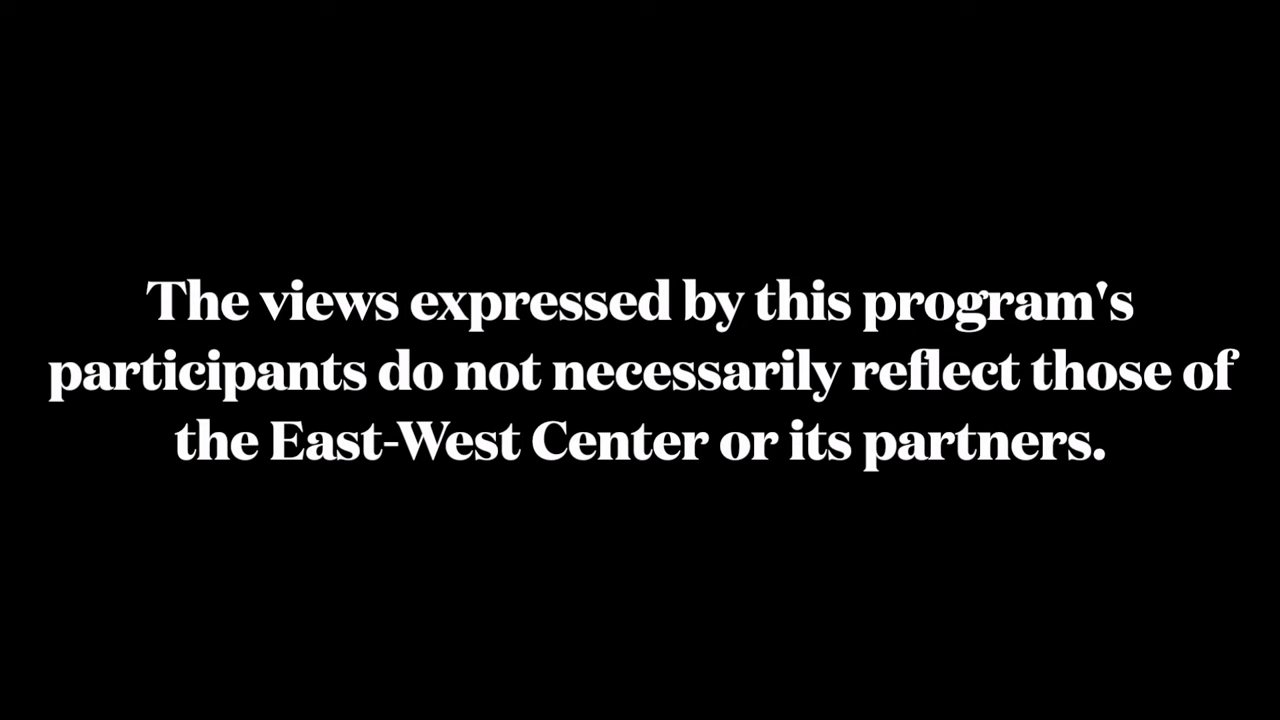 The views expressed by this program's
participants do not necessarily reflect those of
the East-West Center or its partners.